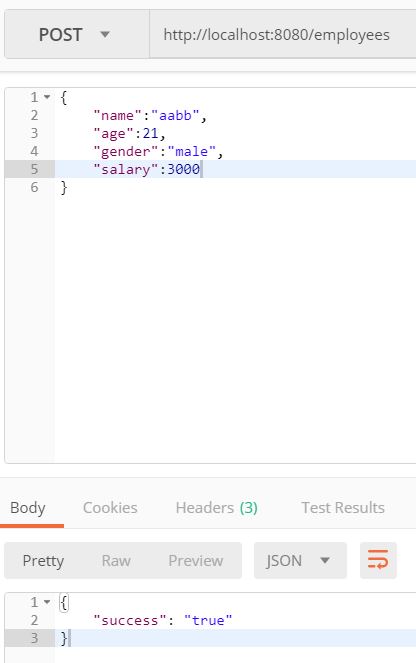 POST http://localhost:8080/employees
1 {
2 "name":"aabb",
3 "age":21,
4 "gender":"male",
5 "salary":3000
6 }
Body Cookies Headers (3) Test Results
Pretty Raw Preview JSON
1 {
2 "success": "true"
3 }